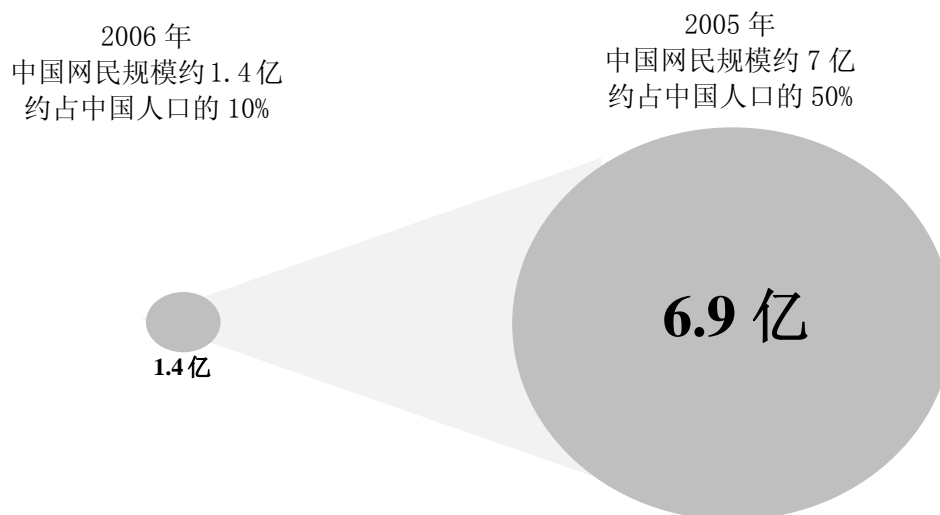 2006 年
中国网民规模约1.4亿
约占中国人口的 10%
2005 年
中国网民规模约 7 亿
约占中国人口的 50%
1.4亿
6.9 亿